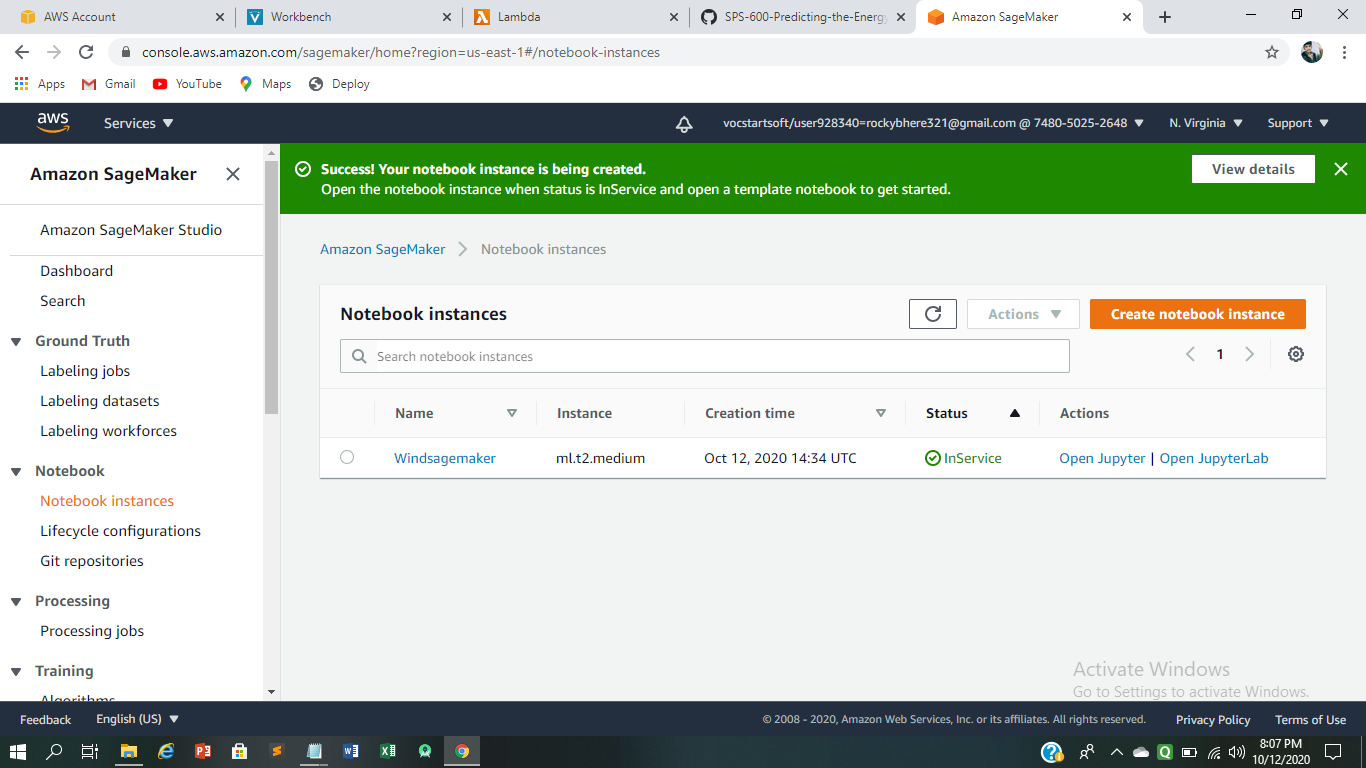 AWS Account
Workbench
Lambda
SPS-600-Predicting-the-Energy
Amazon SageMaker
console.aws.amazon.com/sagemaker/home?region=us-east-1#/notebook-instances
Apps Gmail YouTube Maps Deploy
aws Services vocstartsoft/user928340=rockybhere321@gmail.com @ 7480-5025-2648 N. Virginia Support
Amazon SageMaker
Amazon SageMaker Studio
Dashboard
Search
Ground Truth
Labeling jobs
Labeling datasets
Labeling workforces
Notebook
Notebook instances
Lifecycle configurations
Git repositories
Processing
Processing jobs
Training
Algorithms
Success! Your notebook instance is being created.
Open the notebook instance when status is InService and open a template notebook to get started.
View details
Amazon SageMaker > Notebook instances
Notebook instances
Actions
Create notebook instance
Search notebook instances
1
Name Instance Creation time Status Actions
Windsagemaker ml.t2.medium Oct 12, 2020 14:34 UTC InService Open Jupyter | Open JupyterLab
Activate Windows
Go to Settings to activate Windows.
Feedback English (US) © 2008 - 2020, Amazon Web Services, Inc. or its affiliates. All rights reserved. Privacy Policy Terms of Use
8:07 PM
10/12/2020